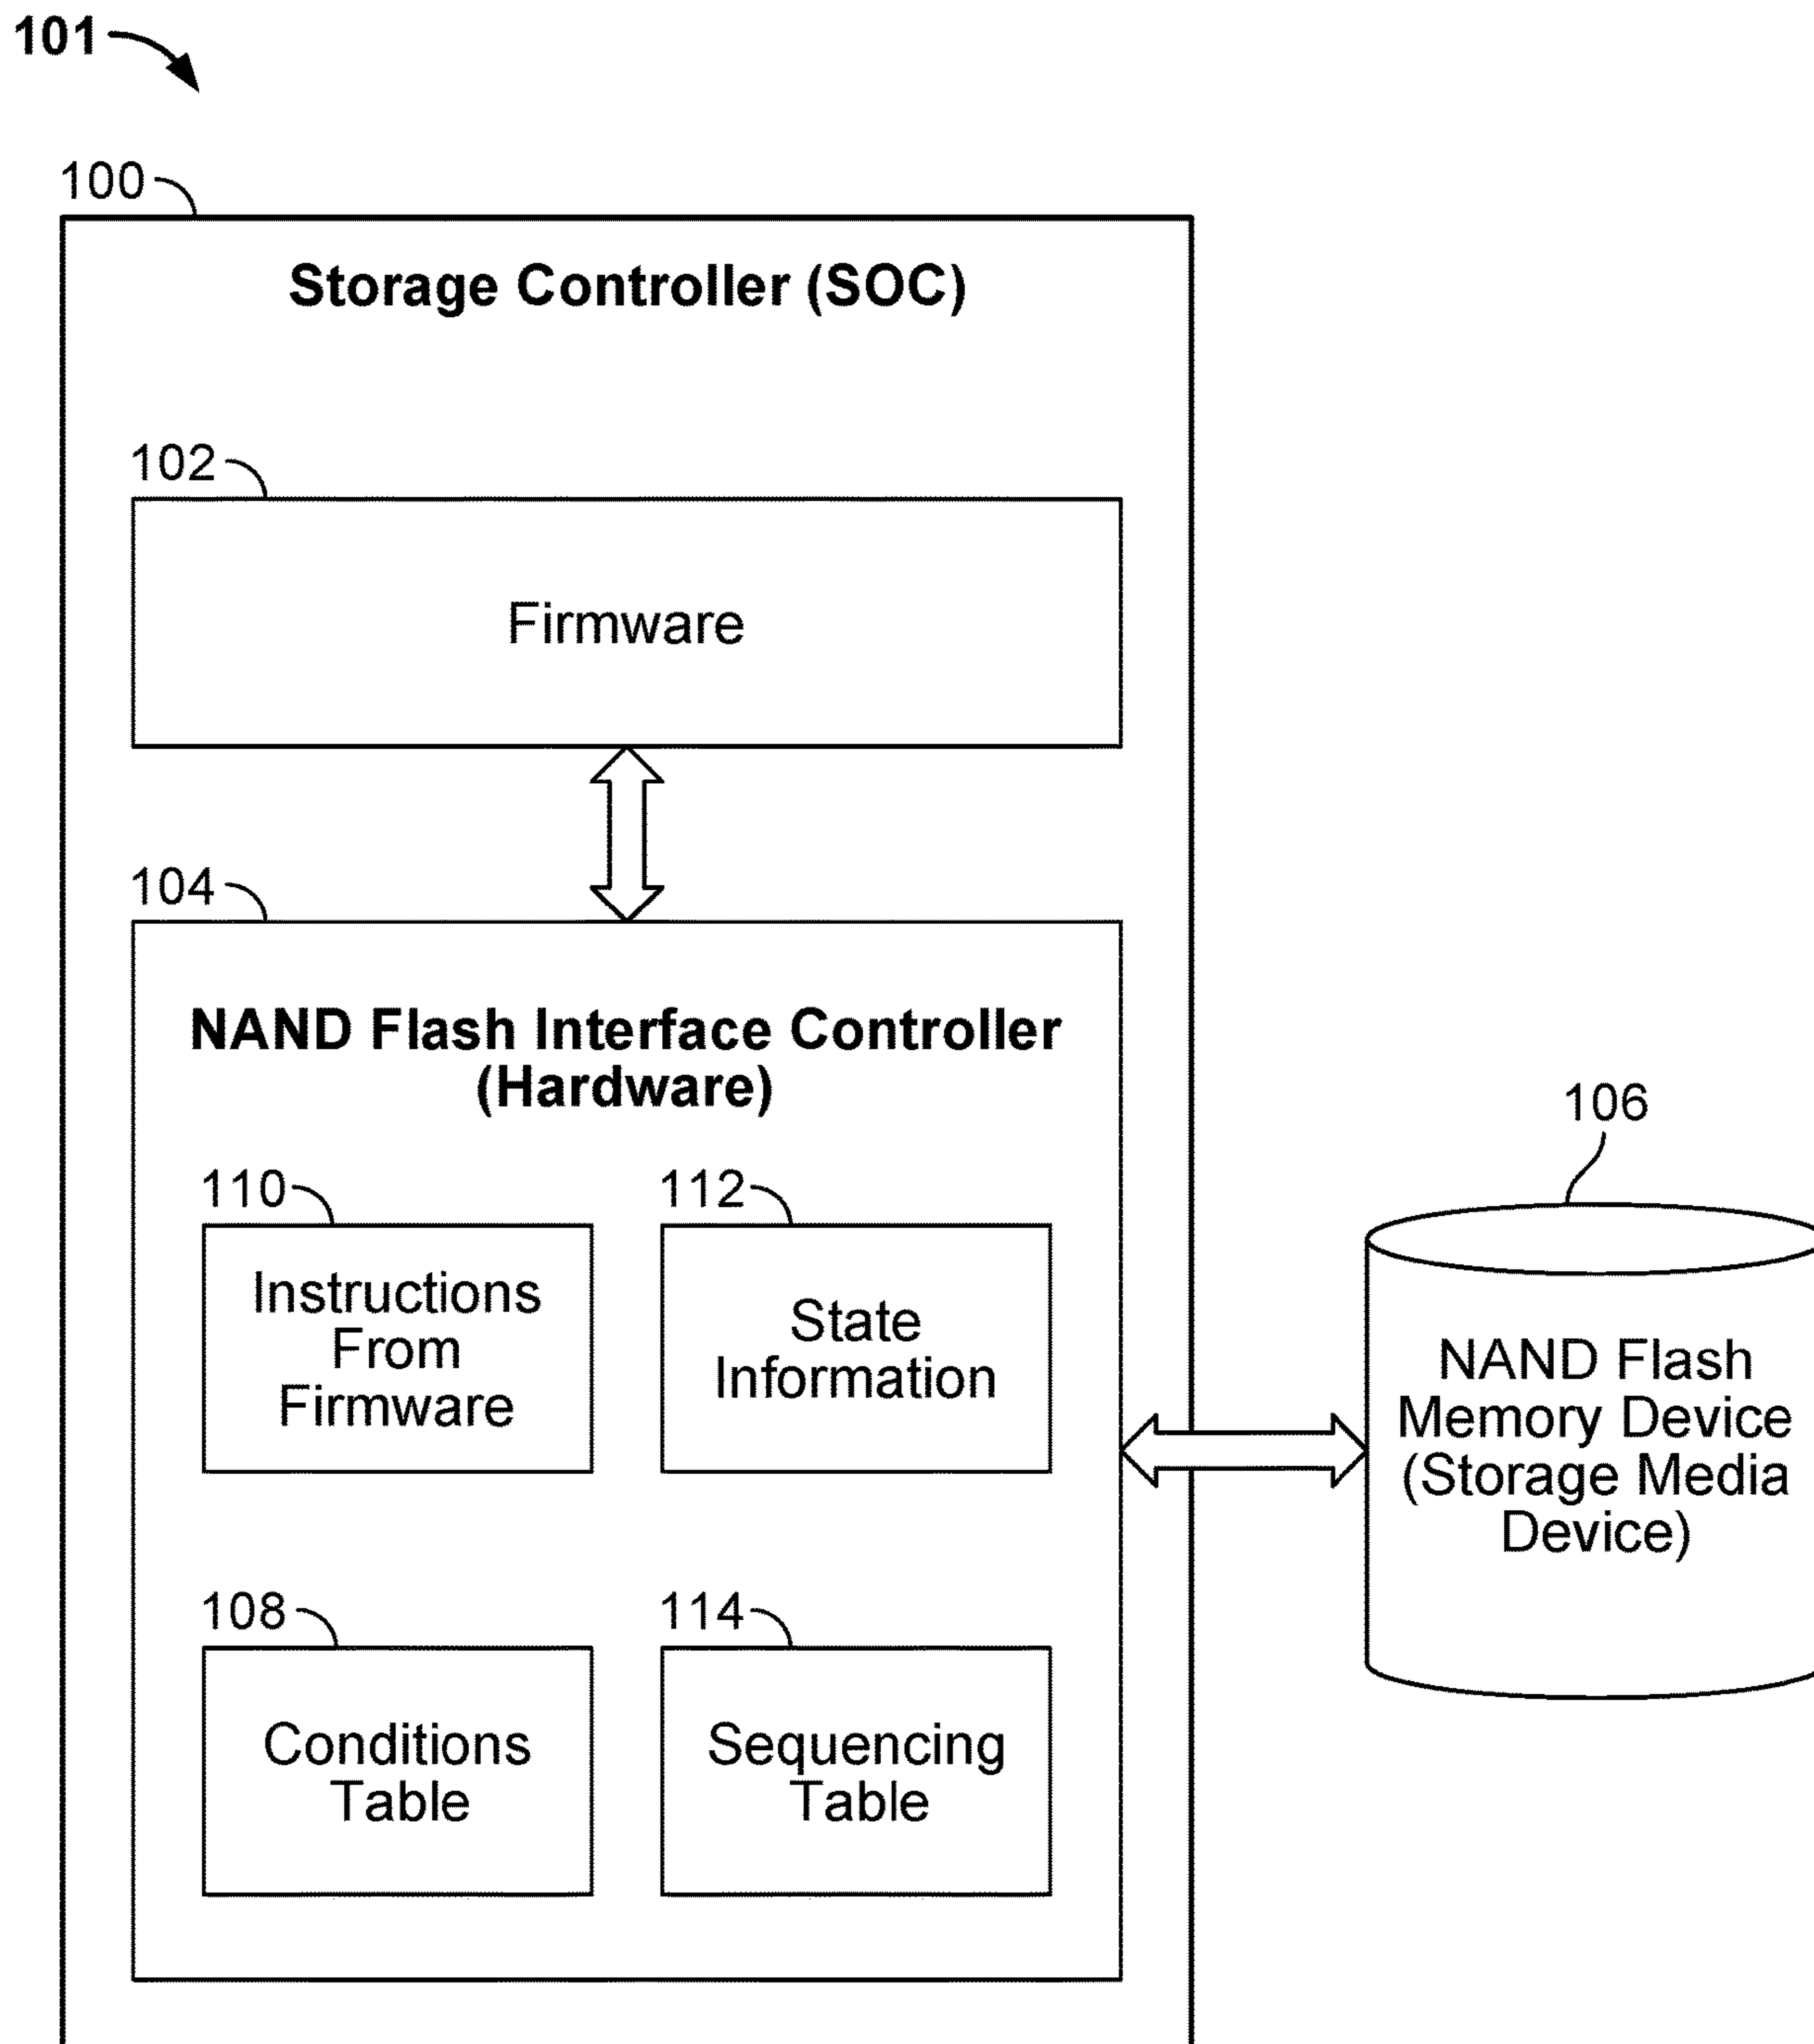 101
100
Storage Controller (SOC)
102
Firmware
104
NAND Flash Interface Controller
(Hardware)
110
Instructions
From
Firmware
112
State
Information
108
Conditions
Table
114
Sequencing
Table
106
NAND Flash
Memory Device
(Storage Media
Device)